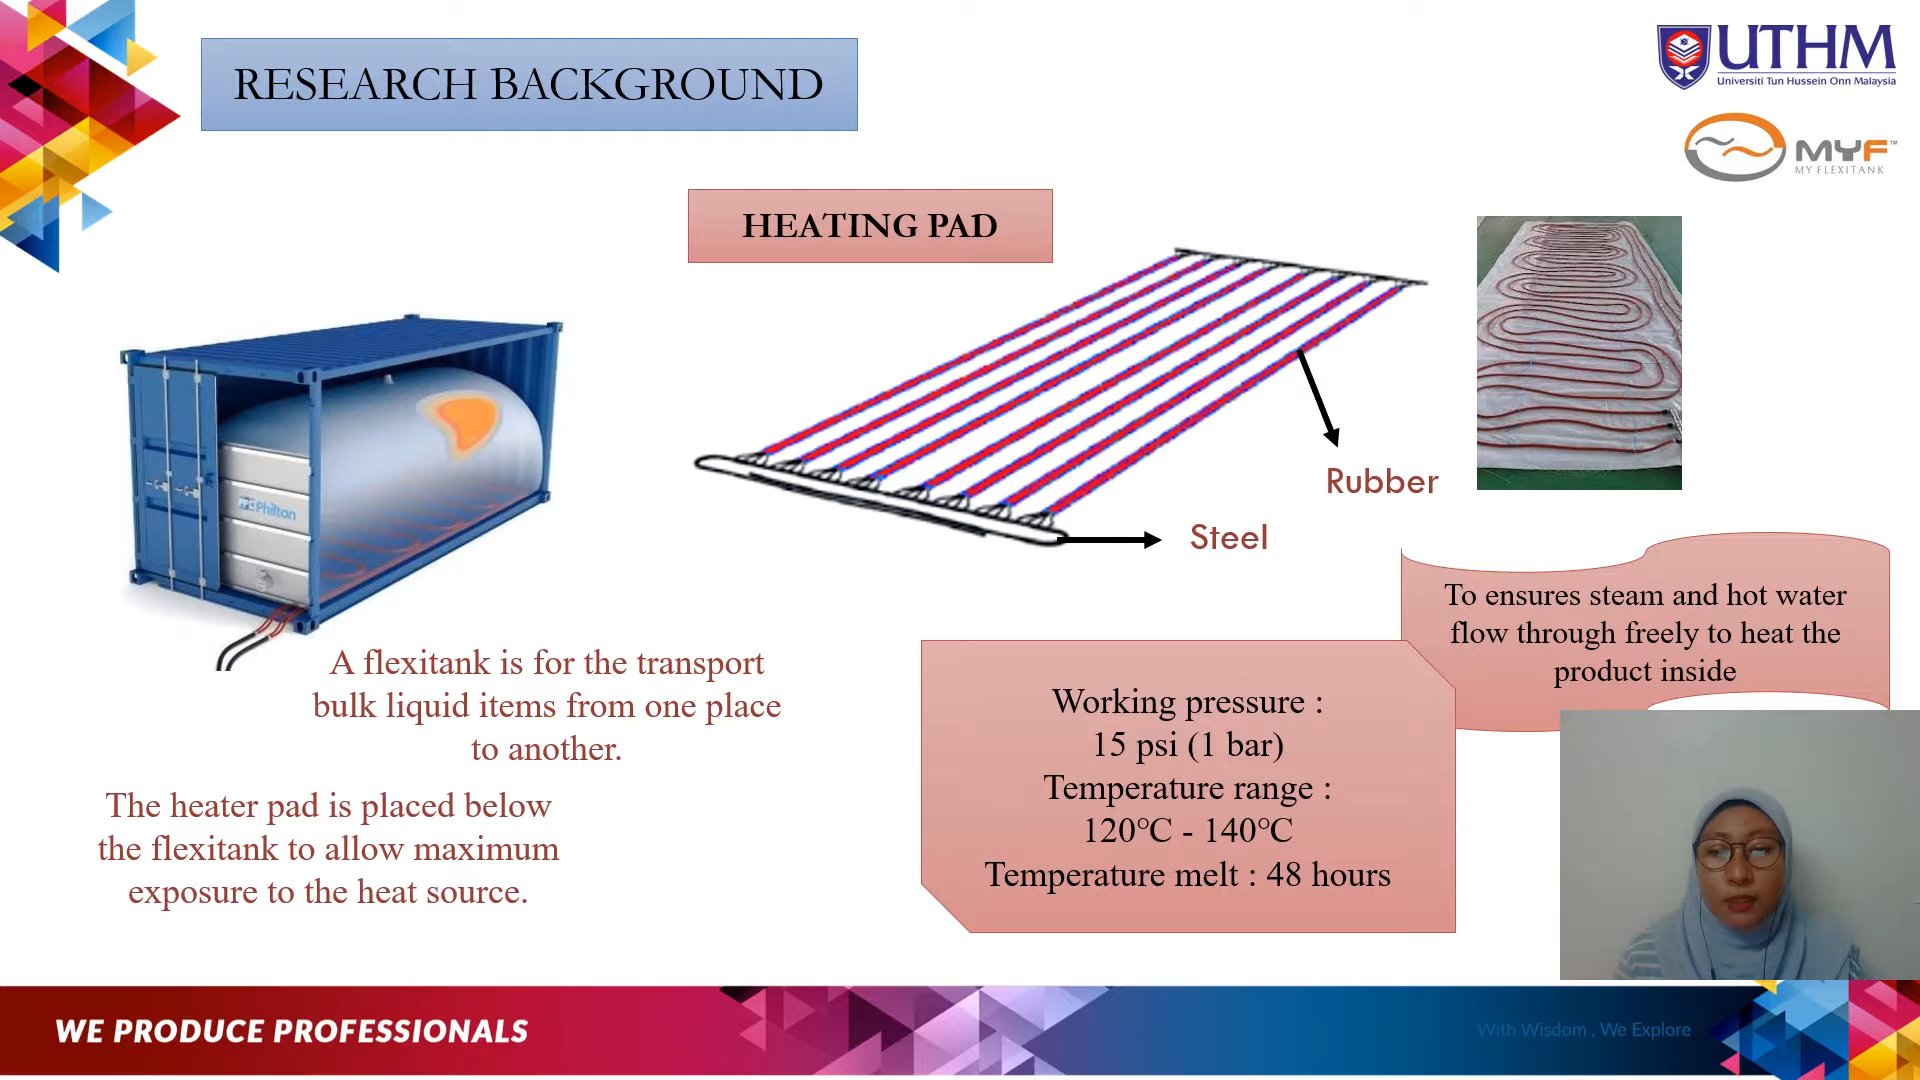 RESEARCH BACKGROUND
UTHM
Universiti Tun Hussein Onn Malaysia
MYF™
MY FLEXITANK
HEATING PAD
Rubber
Steel
Philton
To ensures steam and hot water
flow through freely to heat the
product inside
A flexitank is for the transport
bulk liquid items from one place
to another.
Working pressure :
15 psi (1 bar)
Temperature range :
120°C - 140°C
Temperature melt : 48 hours
The heater pad is placed below
the flexitank to allow maximum
exposure to the heat source.
WE PRODUCE PROFESSIONALS
With Wisdom , We Explore